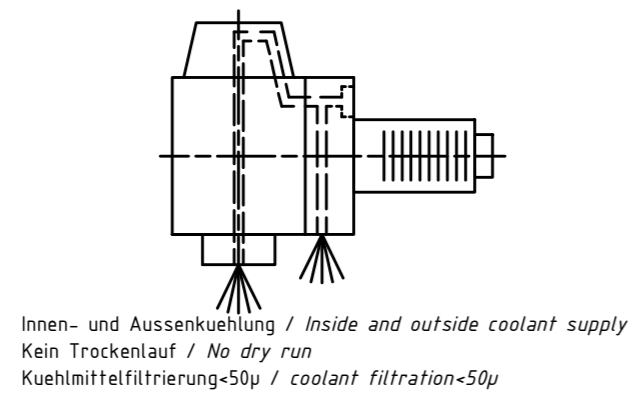 Innen- und Aussenkuehlung / Inside and outside coolant supply
Kein Trockenlauf / No dry run
Kuehlmittelfiltrierung<50µ / coolant filtration<50µ